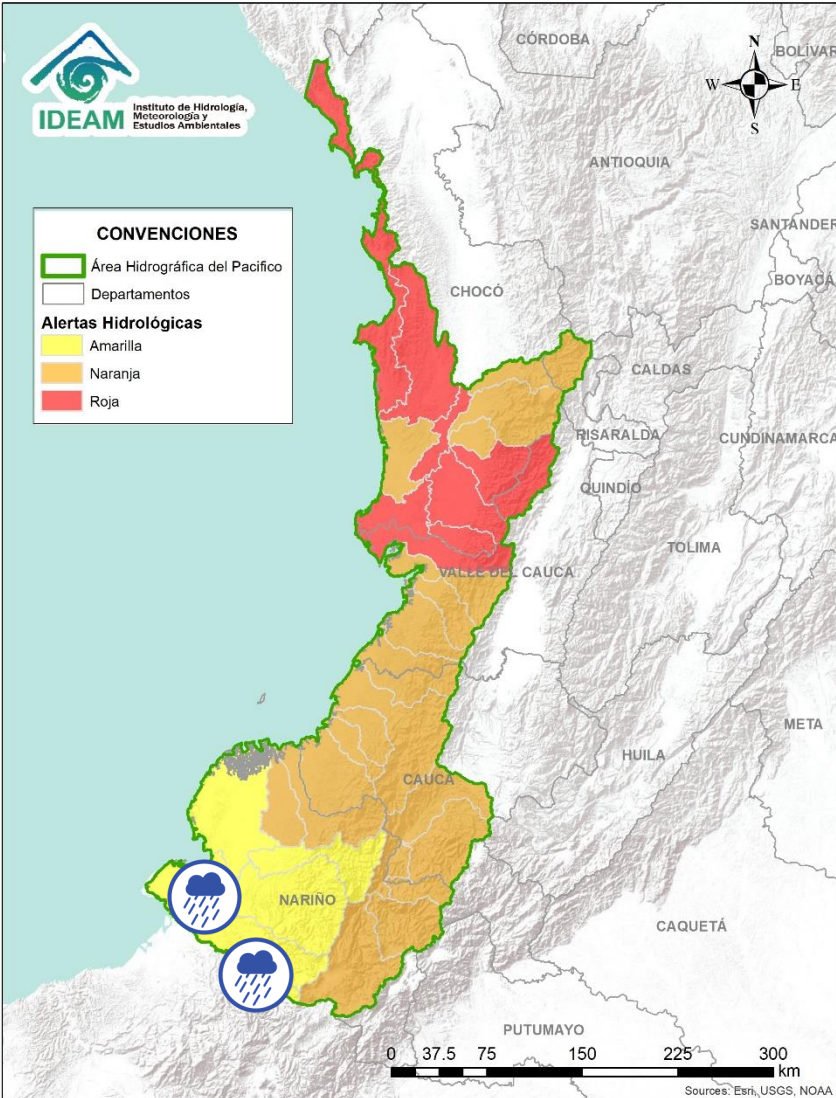 IDEAM
Instituto de Hidrología,
Meteorología y
Estudios Ambientales
CÓRDOBA
BOLÍVAR
N
W
E
S
ANTIOQUIA
SANTANDER
BOYACÁ
CONVENCIONES
Área Hidrográfica del Pacifico
Departamentos
Alertas Hidrológicas
Amarilla
Naranja
Roja
CHOCÓ
CALDAS
RISARALDA
CUNDINAMARCA
QUINDÍO
TOLIMA
VALLE DEL CAUCA
META
HUILA
CAUCA
NARIÑO
CAQUETÁ
PUTUMAYO
0 37.5 75 150 225 300
km
Sources: Esri, USGS, NOAA